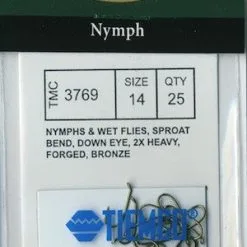 Nymph
TMC 3769 SIZE 14 QTY 25
NYMPHS & WET FLIES, SPROAT
BEND, DOWN EYE, 2X HEAVY,
FORGED, BRONZE
TIEMCO®